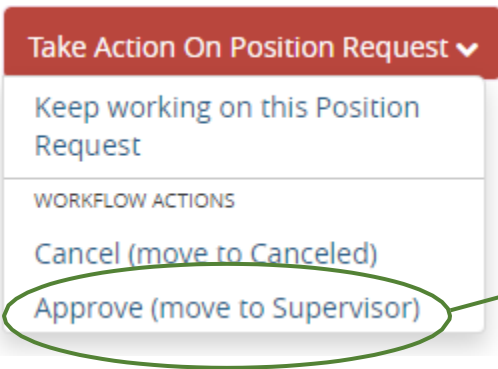 Take Action On Position Request
Keep working on this Position
Request
WORKFLOW ACTIONS
Cancel (move to Canceled)
Approve (move to Supervisor)